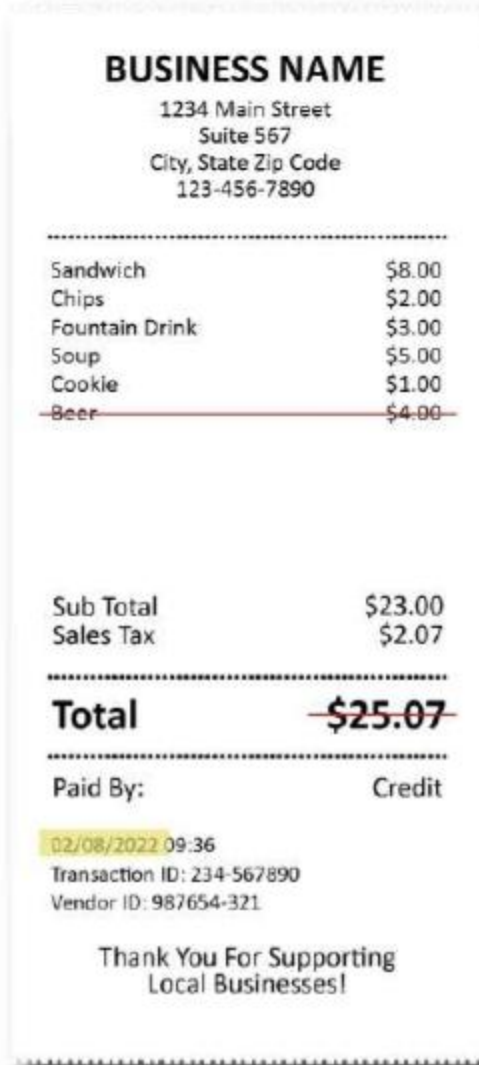 BUSINESS NAME
1234 Main Street
Suite 567
City, State Zip Code
123-456-7890
Sandwich $8.00
Chips $2.00
Fountain Drink $3.00
Soup $5.00
Cookie $1.00
Beer $4.00
Sub Total $23.00
Sales Tax $2.07
Total $25.07
Paid By: Credit
02/08/2022 09:36
Transaction ID: 234-567890
Vendor ID: 987654-321
Thank You For Supporting
Local Businesses!